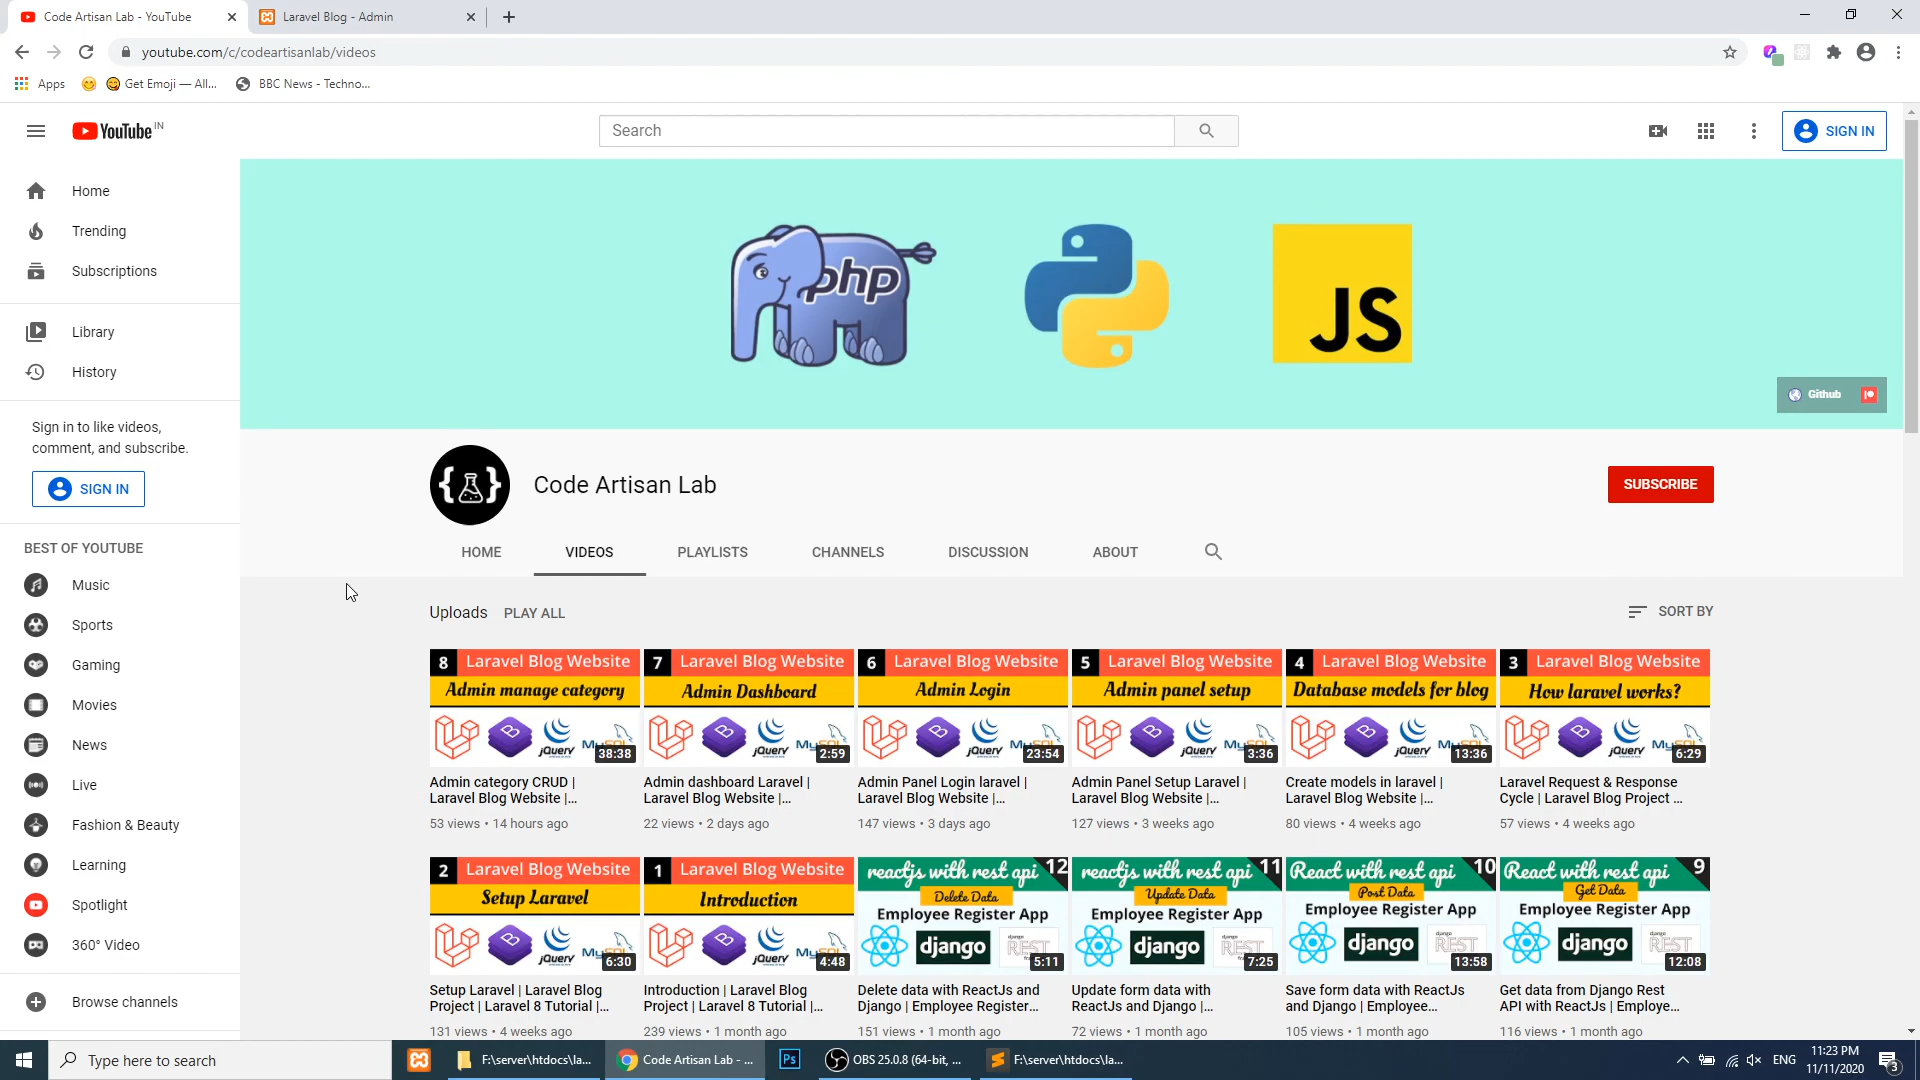 Code Artisan Lab - YouTube
Laravel Blog - Admin
youtube.com/c/codeartisanlab/videos
Apps
Get Emoji — All...
BBC News - Techno...
YouTube IN
Search
SIGN IN
Home
Trending
Subscriptions
Library
History
Sign in to like videos,
comment, and subscribe.
SIGN IN
BEST OF YOUTUBE
Music
Sports
Gaming
Movies
News
Live
Fashion & Beauty
Learning
Spotlight
360° Video
Browse channels
php
JS
Github
Code Artisan Lab
SUBSCRIBE
HOME
VIDEOS
PLAYLISTS
CHANNELS
DISCUSSION
ABOUT
Uploads
PLAY ALL
SORT BY
8 Laravel Blog Website
Admin manage category
jQuery
38:38
Admin category CRUD |
Laravel Blog Website |...
53 views • 14 hours ago
7 Laravel Blog Website
Admin Dashboard
jQuery
2:59
Admin dashboard Laravel |
Laravel Blog Website |...
22 views • 2 days ago
6 Laravel Blog Website
Admin Login
jQuery
23:54
Admin Panel Login laravel |
Laravel Blog Website |...
147 views • 3 days ago
5 Laravel Blog Website
Admin panel setup
jQuery
3:36
Admin Panel Setup Laravel |
Laravel Blog Website |...
127 views • 3 weeks ago
4 Laravel Blog Website
Database models for blog
jQuery
13:36
Create models in laravel |
Laravel Blog Website |...
80 views • 4 weeks ago
3 Laravel Blog Website
How laravel works?
jQuery
6:29
Laravel Request & Response
Cycle | Laravel Blog Project ...
57 views • 4 weeks ago
2 Laravel Blog Website
Setup Laravel
jQuery
6:30
Setup Laravel | Laravel Blog
Project | Laravel 8 Tutorial |...
131 views • 4 weeks ago
1 Laravel Blog Website
Introduction
jQuery
4:48
Introduction | Laravel Blog
Project | Laravel 8 Tutorial |...
239 views • 1 month ago
reactjs with rest api 12
Delete Data
Employee Register App
django
django
REST
5:11
Delete data with ReactJs and
Django | Employee Register...
151 views • 1 month ago
reactjs with rest api 11
Update Data
Employee Register App
django
django
REST
7:25
Update form data with
ReactJs and Django |...
72 views • 1 month ago
React with rest api 10
Post Data
Employee Register App
django
django
REST
13:58
Save form data with ReactJs
and Django | Employee...
105 views • 1 month ago
React with rest api 9
Get Data
Employee Register App
django
django
REST
12:08
Get data from Django Rest
API with ReactJs | Employe...
116 views • 1 month ago
Type here to search
F:\server\htdocs\la...
Code Artisan Lab - ...
Ps
OBS 25.0.8 (64-bit, ...
F:\server\htdocs\la...
ENG
11:23 PM
11/11/2020
3